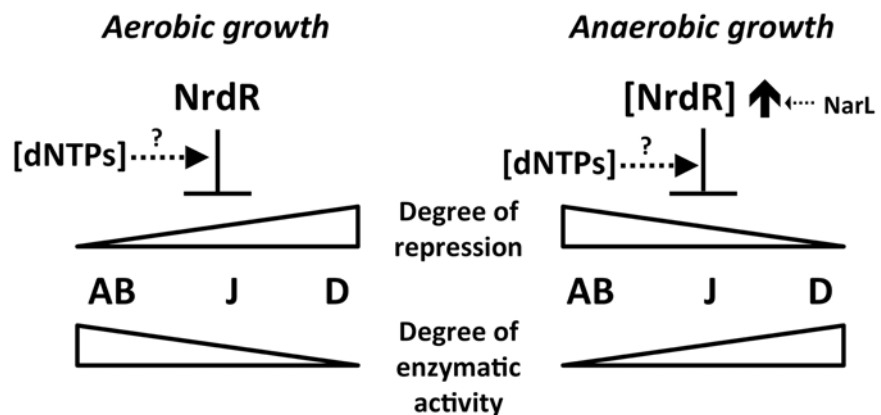 Aerobic growth
Anaerobic growth
NrdR
[NrdR]
NarL
?
[dNTPs]
?
[dNTPs]
Degree of
repression
AB J D
AB J D
Degree of
enzymatic
activity